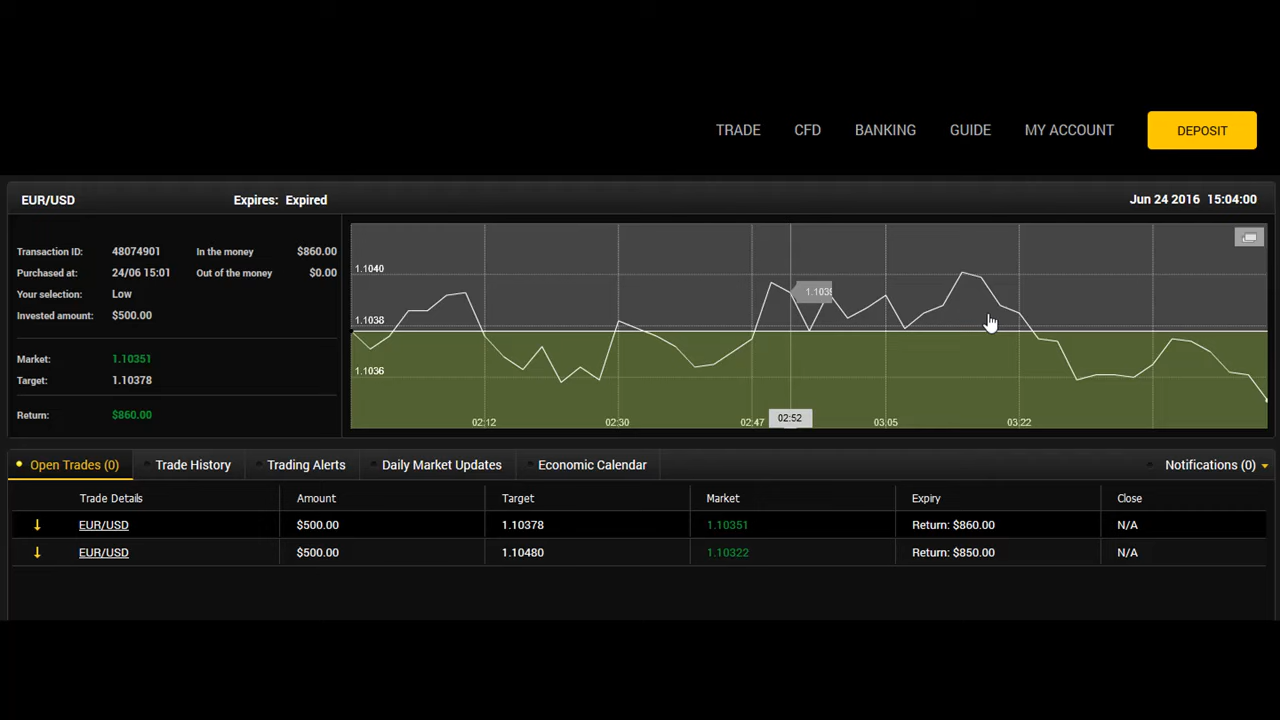 TRADE CFD BANKING GUIDE MY ACCOUNT DEPOSIT
EUR/USD Expires: Expired Jun 24 2016 15:04:00
Transaction ID: 48074901 In the money $860.00
Purchased at: 24/06 15:01 Out of the money $0.00
Your selection: Low
Invested amount: $500.00
Market: 1.10351
Target: 1.10378
Return: $860.00
1.1040
1.1038
1.1036
02:12 02:30 02:47 02:52 03:05 03:22
Open Trades (0) Trade History Trading Alerts Daily Market Updates Economic Calendar Notifications (0)
Trade Details Amount Target Market Expiry Close
EUR/USD $500.00 1.10378 1.10351 Return: $860.00 N/A
EUR/USD $500.00 1.10480 1.10322 Return: $850.00 N/A